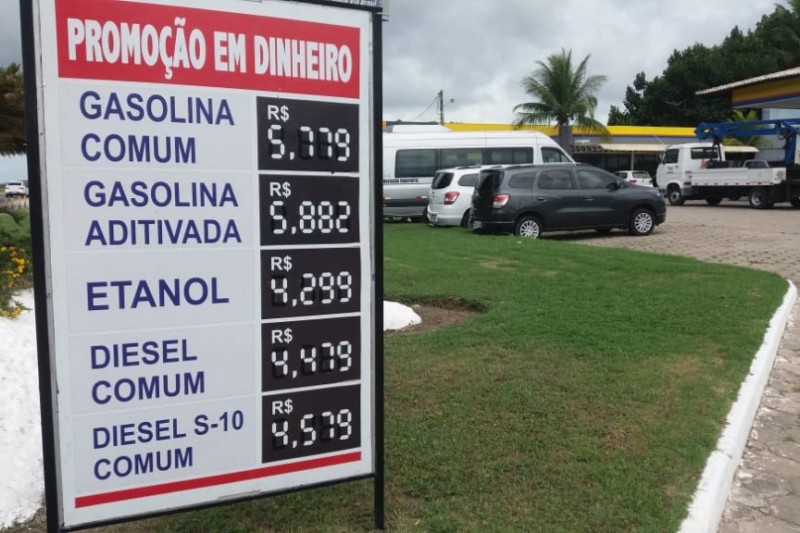 PROMOÇÃO EM DINHEIRO
GASOLINA
COMUM
R$
5,779
GASOLINA
ADITIVADA
R$
5,882
ETANOL
R$
4,299
DIESEL
COMUM
R$
4,479
DIESEL S-10
COMUM
R$
4,579